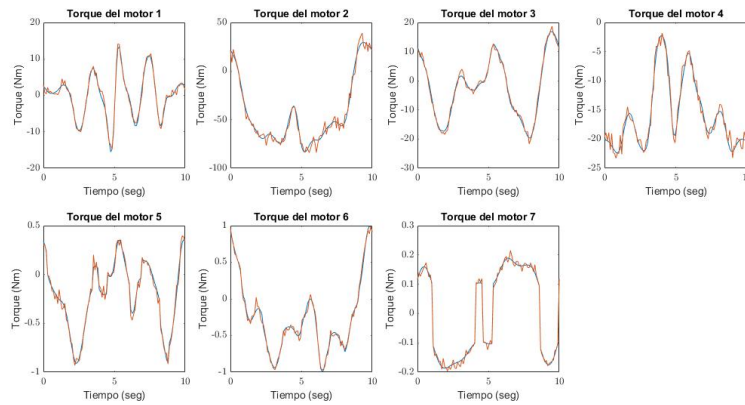 Torque del motor 1
Torque (Nm)
20
10
0
-10
-20
0
5
10
Tiempo (seg)
Torque del motor 2
Torque (Nm)
50
0
-50
-100
0
5
10
Tiempo (seg)
Torque del motor 3
Torque (Nm)
20
10
0
-10
-20
-30
0
5
10
Tiempo (seg)
Torque del motor 4
Torque (Nm)
0
-5
-10
-15
-20
-25
0
5
10
Tiempo (seg)
Torque del motor 5
Torque (Nm)
0.5
0
-0.5
-1
0
5
10
Tiempo (seg)
Torque del motor 6
Torque (Nm)
1
0.5
0
-0.5
-1
0
5
10
Tiempo (seg)
Torque del motor 7
Torque (Nm)
0.3
0.2
0.1
0
-0.1
-0.2
0
5
10
Tiempo (seg)